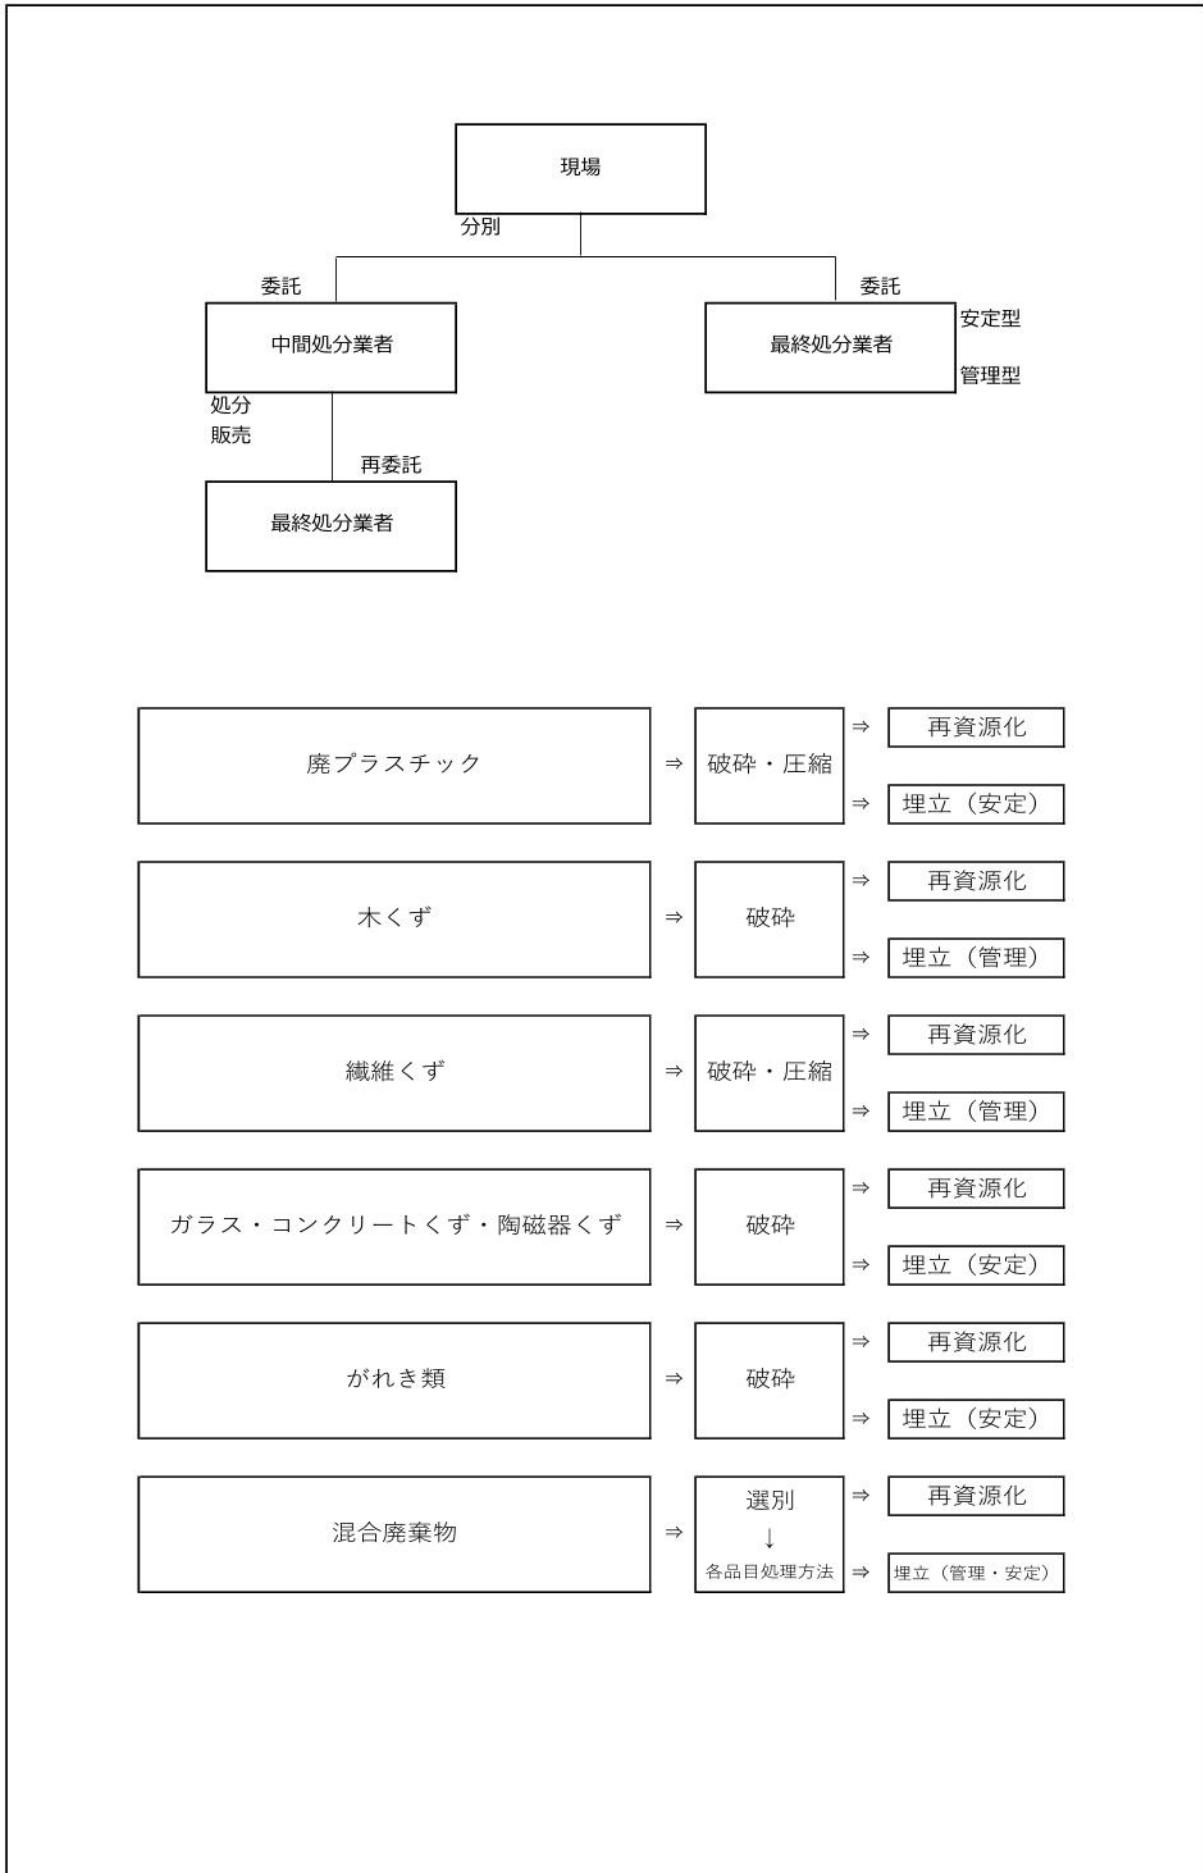 現場
分別
委託
委託
中間処分業者
最終処分業者
安定型
管理型
処分
販売
再委託
最終処分業者
廃プラスチック
⇒
破砕・圧縮
⇒
再資源化
⇒
埋立（安定）
木くず
⇒
破砕
⇒
再資源化
⇒
埋立（管理）
繊維くず
⇒
破砕・圧縮
⇒
再資源化
⇒
埋立（管理）
ガラス・コンクリートくず・陶磁器くず
⇒
破砕
⇒
再資源化
⇒
埋立（安定）
がれき類
⇒
破砕
⇒
再資源化
⇒
埋立（安定）
混合廃棄物
⇒
選別
↓
各品目処理方法
⇒
再資源化
⇒
埋立（管理・安定）